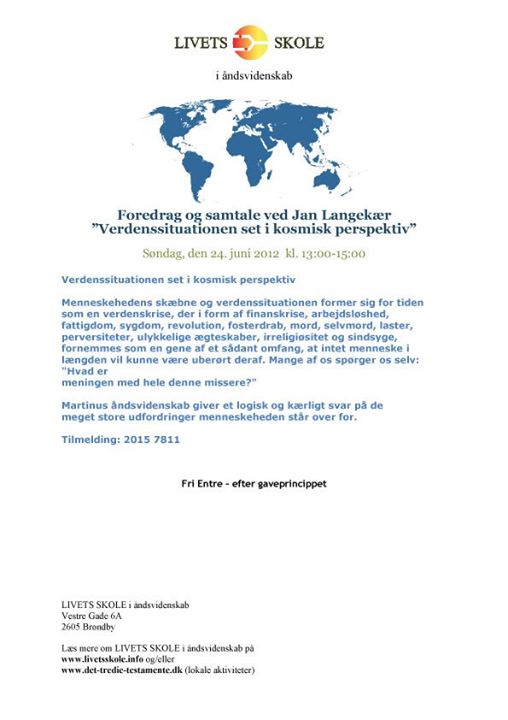 LIVETS SKOLE
i åndsvidenskab
Foredrag og samtale ved Jan Langekær
”Verdenssituationen set i kosmisk perspektiv”
Søndag, den 24. juni 2012 kl. 13:00-15:00
Verdenssituationen set i kosmisk perspektiv
Menneskehedens skæbne og verdenssituationen former sig for tiden
som en verdenskrise, der i form af finanskrise, arbejdsløshed,
fattigdom, sygdom, revolution, fosterdrab, mord, selvmord, laster,
perversiteter, ulykkelige ægteskaber, irreligiøsitet og sindsyge,
fornemmes som en gene af et sådant omfang, at intet menneske i
længden vil kunne være uberørt deraf. Mange af os spørger os selv:
"Hvad er
meningen med hele denne missere?"
Martinus åndsvidenskab giver et logisk og kærligt svar på de
meget store udfordringer menneskeheden står over for.
Tilmelding: 2015 7811
Fri Entre - efter gaveprincippet
LIVETS SKOLE i åndsvidenskab
Vestre Gade 6A
2605 Brøndby
Læs mere om LIVETS SKOLE i åndsvidenskab på
www.livetsskole.info og/eller
www.det-tredie-testamente.dk (lokale aktiviteter)